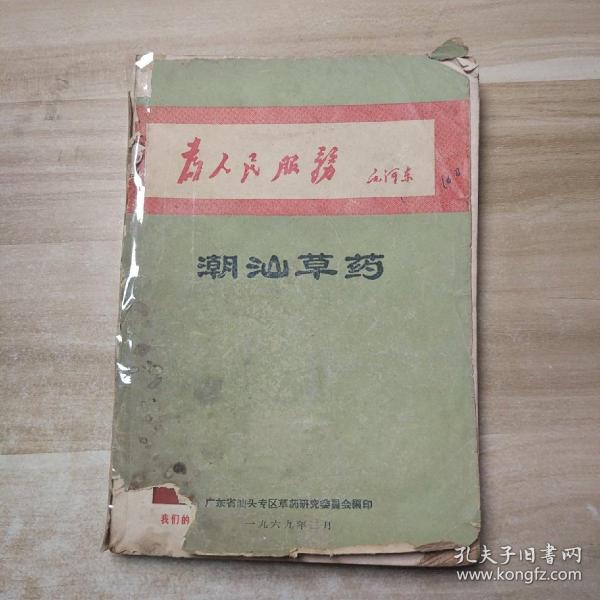 为人民服務 毛泽东
潮汕草药
广东省汕头专区草药研究委员会编印
我们的
一九六九年三月
孔夫子旧书网
www.kongfz.com